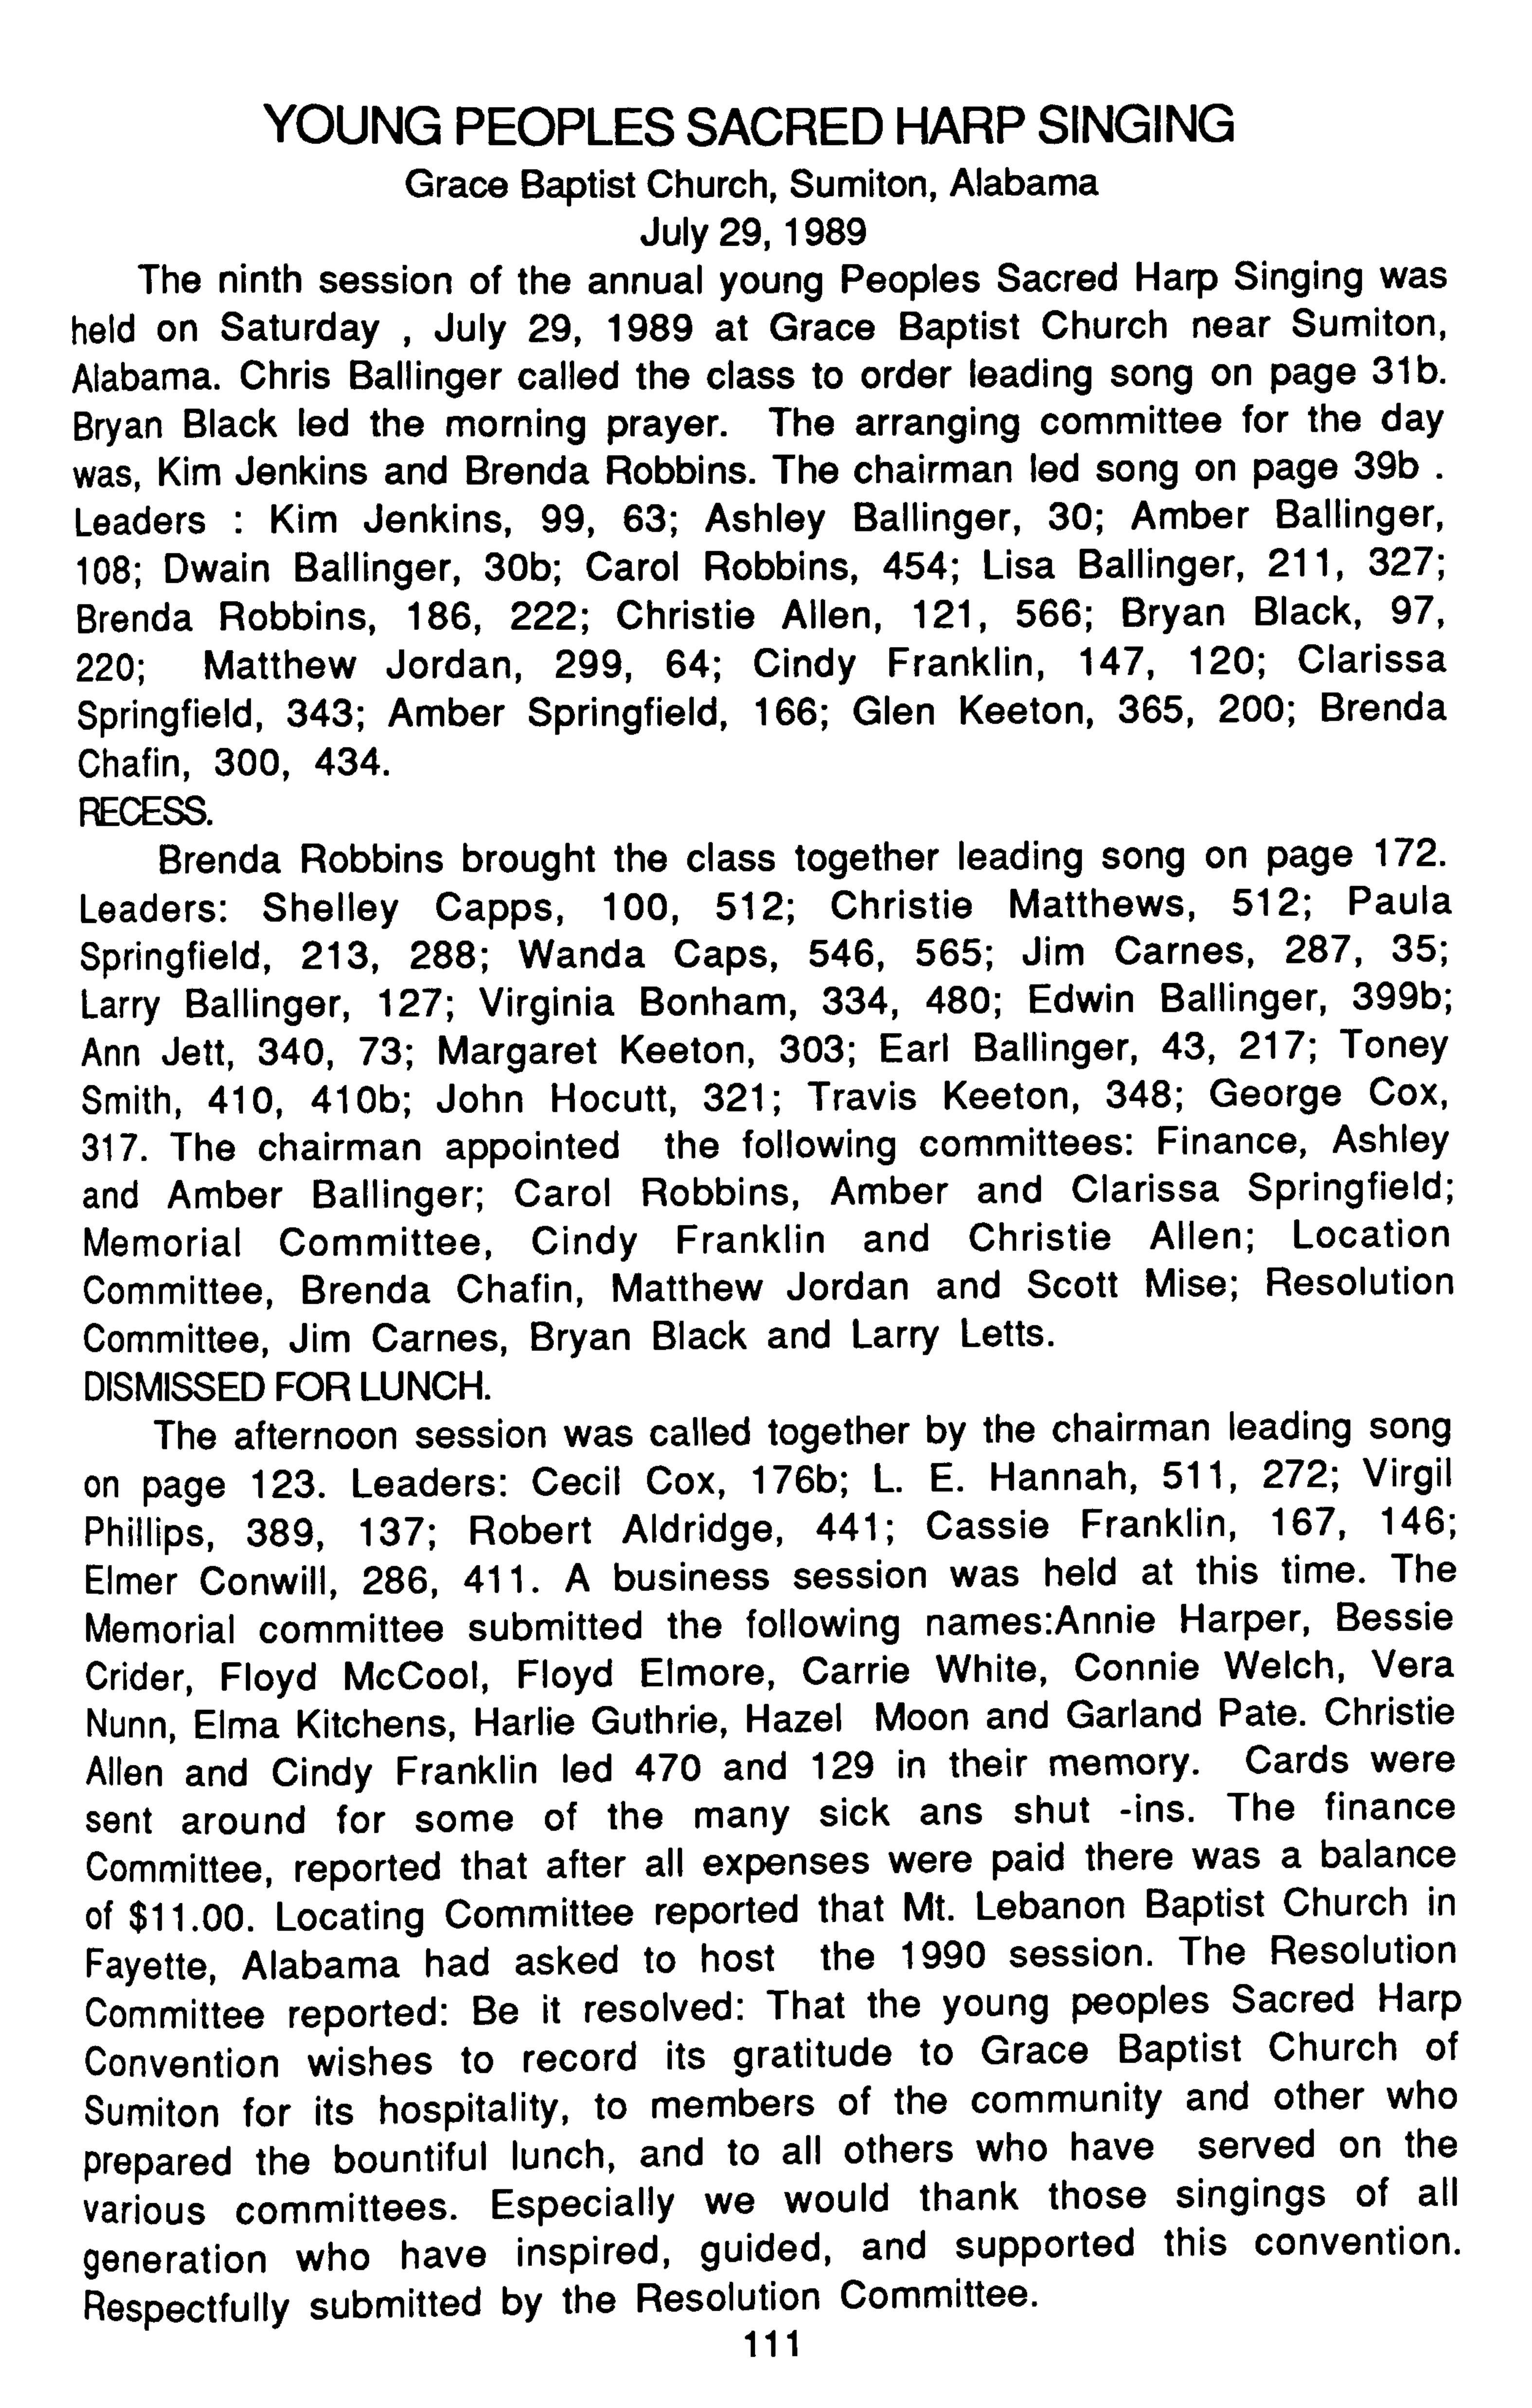 YOUNG PEOPLES SACRED HARP SINGING
Grace Baptist Church, Sumiton, Alabama
July 29, 1989
The ninth session of the annual young Peoples Sacred Harp Singing was
held on Saturday , July 29, 1989 at Grace Baptist Church near Sumiton,
Alabama. Chris Ballinger called the class to order leading song on page 31b.
Bryan Black led the morning prayer. The arranging committee for the day
was, Kim Jenkins and Brenda Robbins. The chairman led song on page 39b .
Leaders : Kim Jenkins, 99, 63; Ashley Ballinger, 30; Amber Ballinger,
108; Dwain Ballinger, 30b; Carol Robbins, 454; Lisa Ballinger, 211, 327;
Brenda Robbins, 186, 222; Christie Allen, 121, 566; Bryan Black, 97,
220; Matthew Jordan, 299, 64; Cindy Franklin, 147, 120; Clarissa
Springfield, 343; Amber Springfield, 166; Glen Keeton, 365, 200; Brenda
Chafin, 300, 434.
RECESS.
Brenda Robbins brought the class together leading song on page 172.
Leaders: Shelley Capps, 100, 512; Christie Matthews, 512; Paula
Springfield, 213, 288; Wanda Caps, 546, 565; Jim Carnes, 287, 35;
Larry Ballinger, 127; Virginia Bonham, 334, 480; Edwin Ballinger, 399b;
Ann Jett, 340, 73; Margaret Keeton, 303; Earl Ballinger, 43, 217; Toney
Smith, 410, 410b; John Hocutt, 321; Travis Keeton, 348; George Cox,
317. The chairman appointed the following committees: Finance, Ashley
and Amber Ballinger; Carol Robbins, Amber and Clarissa Springfield;
Memorial Committee, Cindy Franklin and Christie Allen; Location
Committee, Brenda Chafin, Matthew Jordan and Scott Mise; Resolution
Committee, Jim Carnes, Bryan Black and Larry Letts.
DISMISSED FOR LUNCH.
The afternoon session was called together by the chairman leading song
on page 123. Leaders: Cecil Cox, 176b; L. E. Hannah, 511, 272; Virgil
Phillips, 389, 137; Robert Aldridge, 441; Cassie Franklin, 167, 146;
Elmer Conwill, 286, 411. A business session was held at this time. The
Memorial committee submitted the following names:Annie Harper, Bessie
Crider, Floyd McCool, Floyd Elmore, Carrie White, Connie Welch, Vera
Nunn, Elma Kitchens, Harlie Guthrie, Hazel Moon and Garland Pate. Christie
Allen and Cindy Franklin led 470 and 129 in their memory. Cards were
sent around for some of the many sick ans shut -ins. The finance
Committee, reported that after all expenses were paid there was a balance
of $11.00. Locating Committee reported that Mt. Lebanon Baptist Church in
Fayette, Alabama had asked to host the 1990 session. The Resolution
Committee reported: Be it resolved: That the young peoples Sacred Harp
Convention wishes to record its gratitude to Grace Baptist Church of
Sumiton for its hospitality, to members of the community and other who
prepared the bountiful lunch, and to all others who have served on the
various committees. Especially we would thank those singings of all
generation who have inspired, guided, and supported this convention.
Respectfully submitted by the Resolution Committee.
111